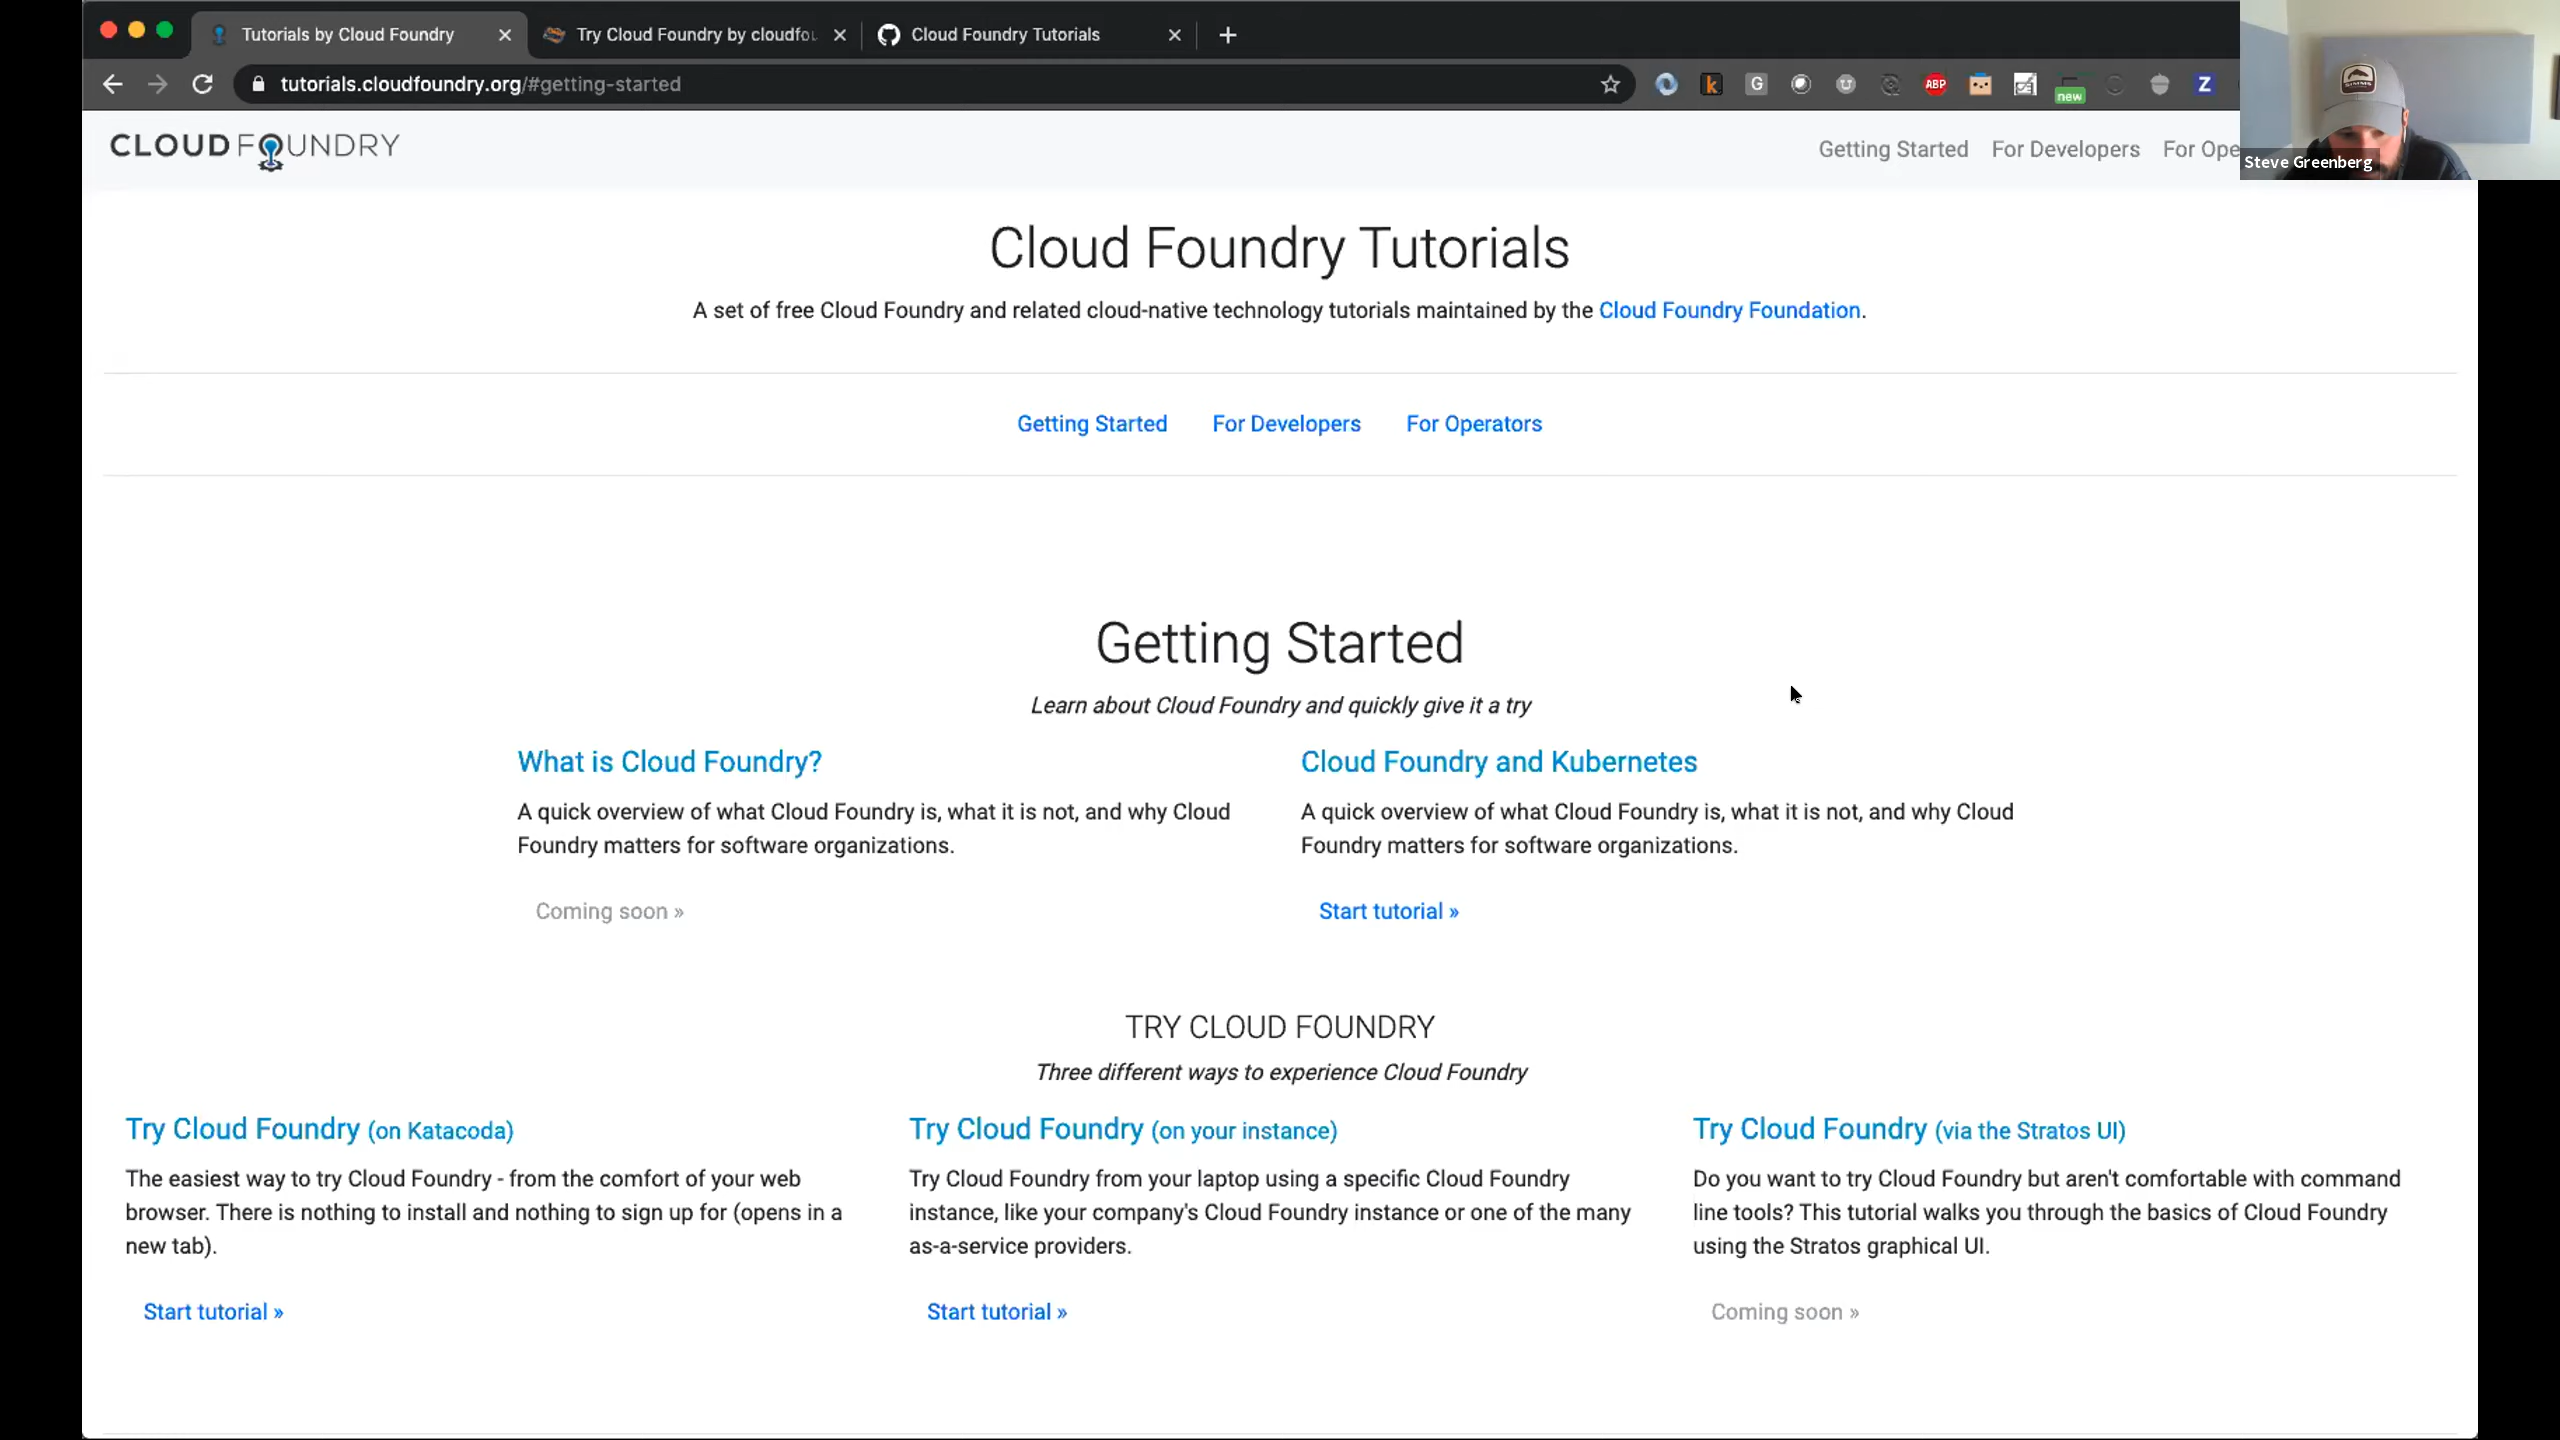 Tutorials by Cloud Foundry
Try Cloud Foundry by cloudfou
Cloud Foundry Tutorials
tutorials.cloudfoundry.org/#getting-started
G
ABP
new
Z
CLOUD FOUNDRY
Getting Started
For Developers
For Ope
Steve Greenberg
Cloud Foundry Tutorials
A set of free Cloud Foundry and related cloud-native technology tutorials maintained by the Cloud Foundry Foundation.
Getting Started
For Developers
For Operators
Getting Started
Learn about Cloud Foundry and quickly give it a try
What is Cloud Foundry?
A quick overview of what Cloud Foundry is, what it is not, and why Cloud
Foundry matters for software organizations.
Coming soon »
Cloud Foundry and Kubernetes
A quick overview of what Cloud Foundry is, what it is not, and why Cloud
Foundry matters for software organizations.
Start tutorial »
TRY CLOUD FOUNDRY
Three different ways to experience Cloud Foundry
Try Cloud Foundry (on Katacoda)
The easiest way to try Cloud Foundry - from the comfort of your web
browser. There is nothing to install and nothing to sign up for (opens in a
new tab).
Start tutorial »
Try Cloud Foundry (on your instance)
Try Cloud Foundry from your laptop using a specific Cloud Foundry
instance, like your company's Cloud Foundry instance or one of the many
as-a-service providers.
Start tutorial »
Try Cloud Foundry (via the Stratos UI)
Do you want to try Cloud Foundry but aren't comfortable with command
line tools? This tutorial walks you through the basics of Cloud Foundry
using the Stratos graphical UI.
Coming soon »